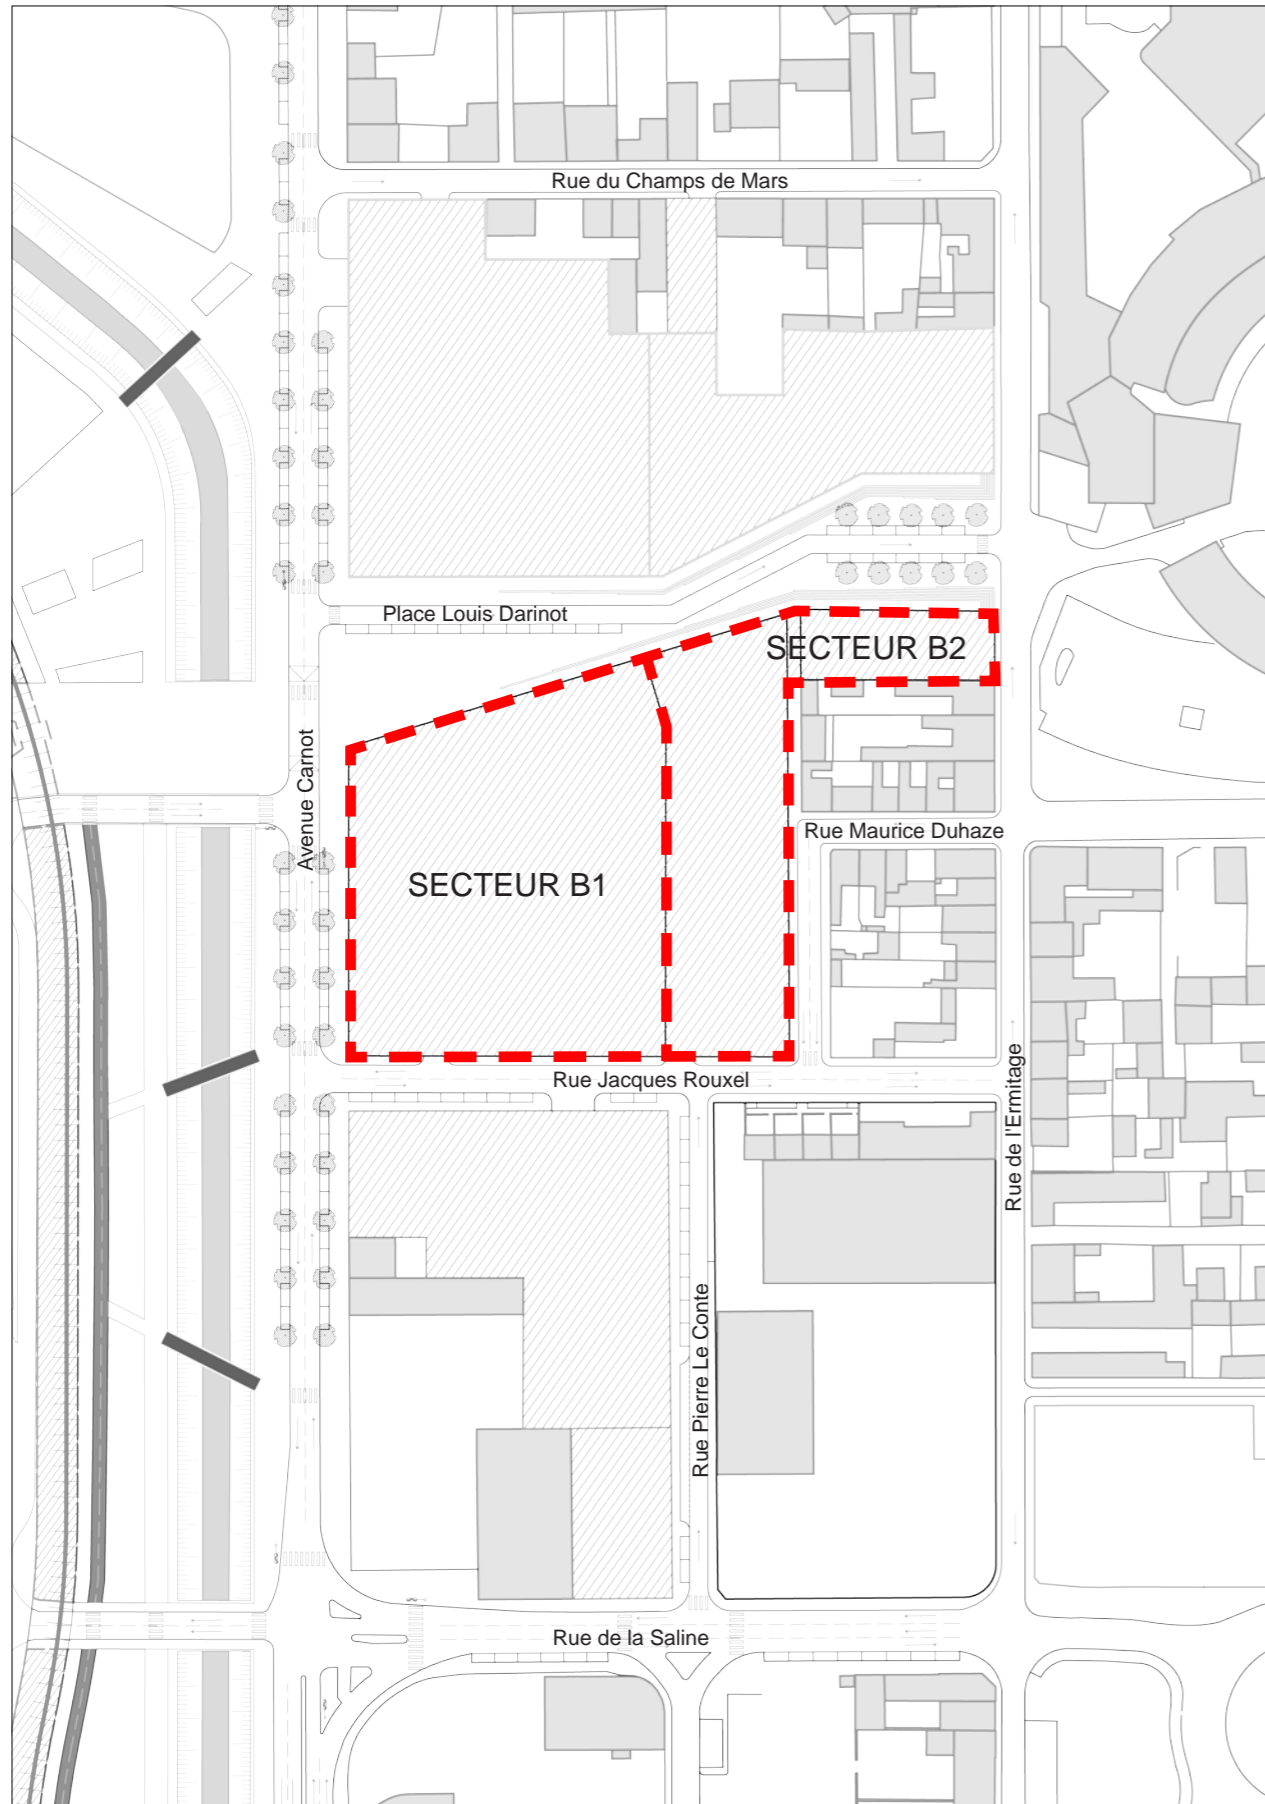 Rue du Champs de Mars
Place Louis Darinot
SECTEUR B2
Avenue Carnot
Rue Maurice Duhaze
SECTEUR B1
Rue Jacques Rouxel
Rue de l'Ermitage
Rue Pierre Le Conte
Rue de la Saline